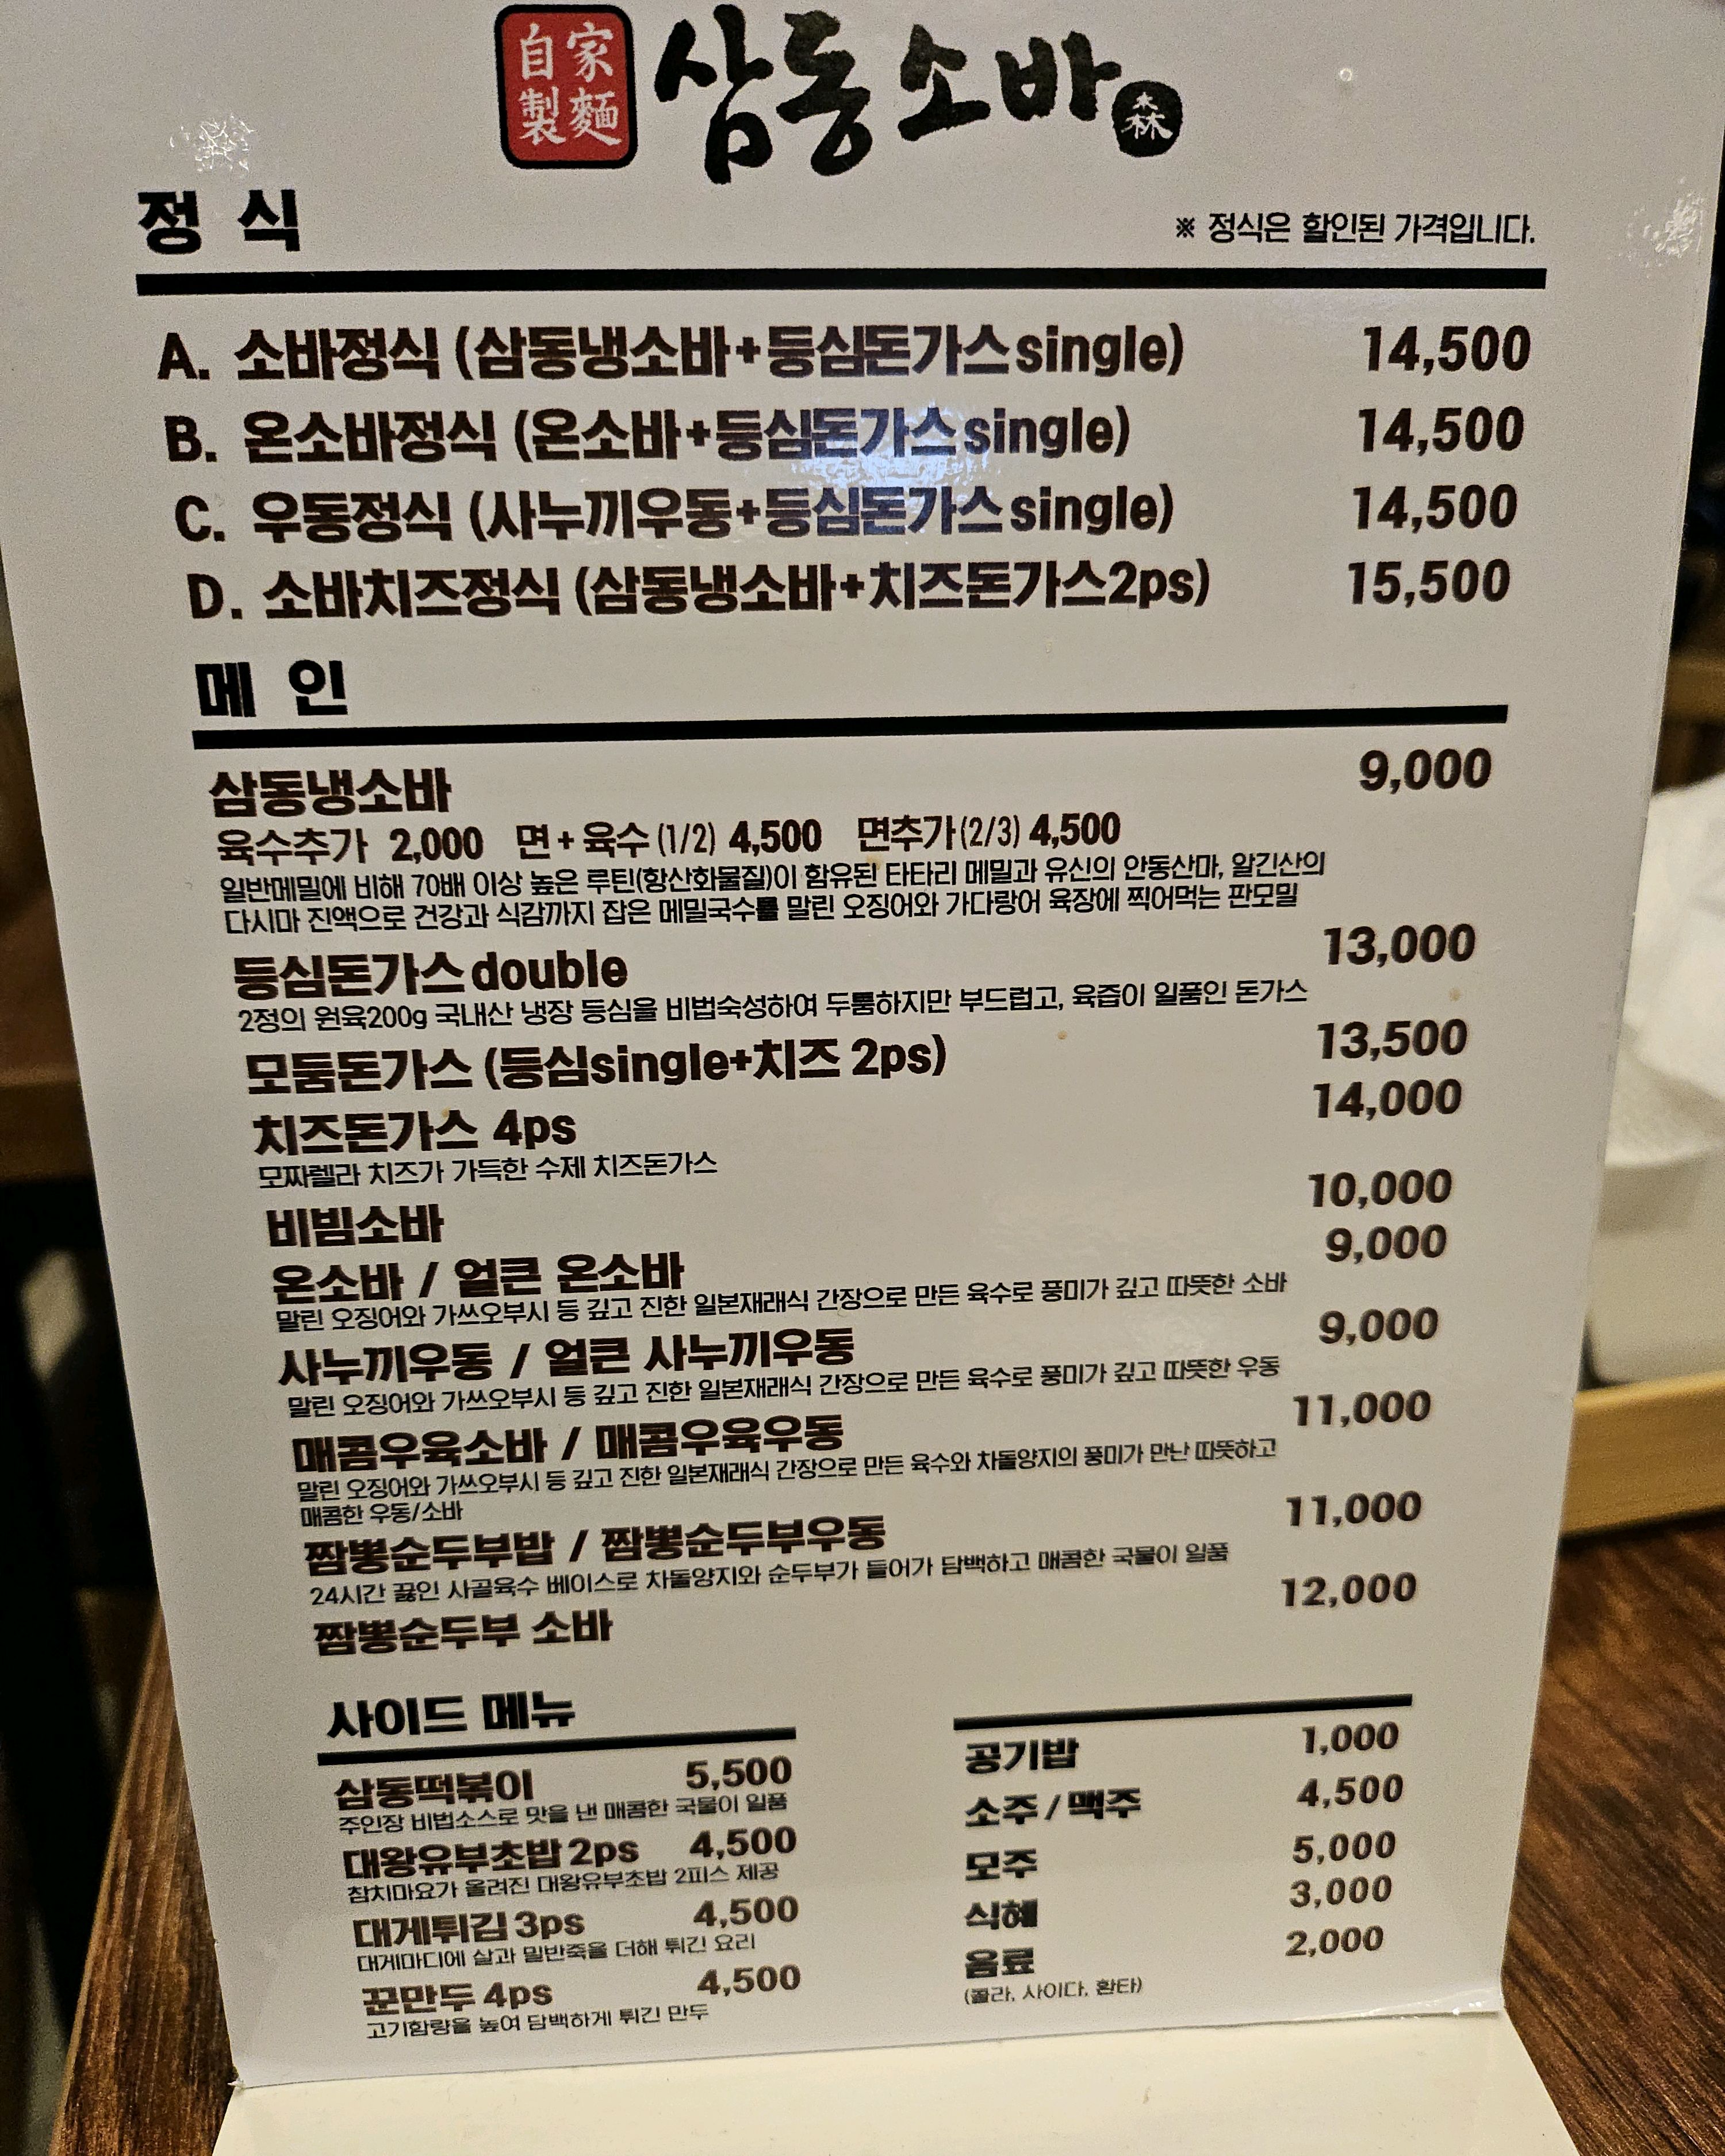 自家
製麵
삼동소바
森
정 식
※ 정식은 할인된 가격입니다.
A. 소바정식 (삼동냉소바+등심돈가스single) 14,500
B. 온소바정식 (온소바+등심돈가스single) 14,500
C. 우동정식 (사누끼우동+등심돈가스single) 14,500
D. 소바치즈정식 (삼동냉소바+치즈돈가스2ps) 15,500
메 인
삼동냉소바 9,000
육수추가 2,000 면+육수(1/2) 4,500 면추가(2/3) 4,500
일반메밀에 비해 70배 이상 높은 루틴(항산화물질)이 함유된 타타리 메밀과 유신의 안동산마, 알긴산의
다시마 진액으로 건강과 식감까지 잡은 메밀국수를 말린 오징어와 가다랑어 육장에 찍어먹는 판모밀
등심돈가스double 13,000
2정의 원육200g 국내산 냉장 등심을 비법숙성하여 두툼하지만 부드럽고, 육즙이 일품인 돈가스
모둠돈가스 (등심single+치즈 2ps) 13,500
치즈돈가스 4ps 14,000
모짜렐라 치즈가 가득한 수제 치즈돈가스
비빔소바 10,000
온소바 / 얼큰 온소바 9,000
말린 오징어와 가쓰오부시 등 깊고 진한 일본재래식 간장으로 만든 육수로 풍미가 깊고 따뜻한 소바
사누끼우동 / 얼큰 사누끼우동 9,000
말린 오징어와 가쓰오부시 등 깊고 진한 일본재래식 간장으로 만든 육수로 풍미가 깊고 따뜻한 우동
매콤우육소바 / 매콤우육우동 11,000
말린 오징어와 가쓰오부시 등 깊고 진한 일본재래식 간장으로 만든 육수와 차돌양지의 풍미가 만난 따뜻하고
매콤한 우동/소바
짬뽕순두부밥 / 짬뽕순두부우동 11,000
24시간 끓인 사골육수 베이스로 차돌양지와 순두부가 들어가 담백하고 매콤한 국물이 일품
짬뽕순두부 소바 12,000
사이드 메뉴
삼동떡볶이 5,500
주인장 비법소스로 맛을 낸 매콤한 국물이 일품
대왕유부초밥 2ps 4,500
참치마요가 올려진 대왕유부초밥 2피스 제공
대게튀김 3ps 4,500
대게마디에 살과 밀반죽을 더해 튀긴 요리
꾼만두 4ps 4,500
고기함량을 높여 담백하게 튀긴 만두
공기밥 1,000
소주 / 맥주 4,500
모주 5,000
식혜 3,000
음료 2,000
(콜라, 사이다, 환타)